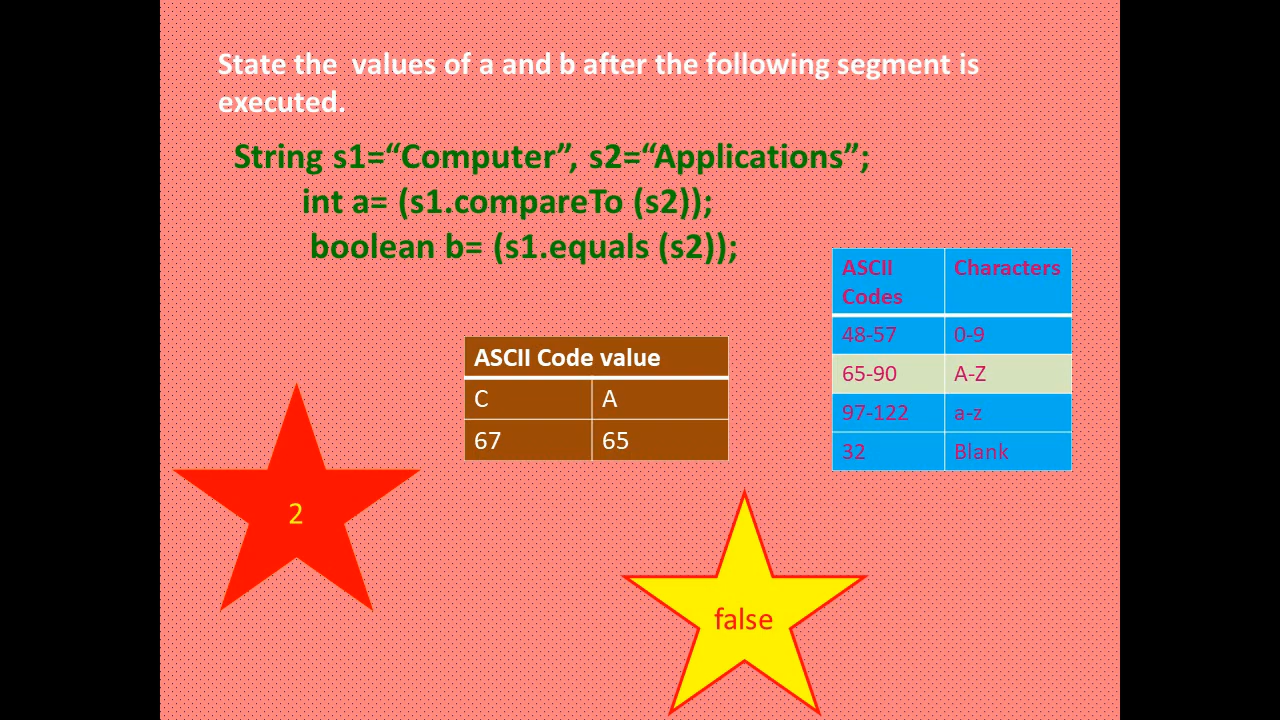 State the  values of a and b after the following segment is
executed.
String s1=“Computer”, s2=“Applications”;
int a= (s1.compareTo (s2));
boolean b= (s1.equals (s2));
ASCII Codes Characters
48-57 0-9
65-90 A-Z
97-122 a-z
32 Blank
ASCII Code value
C A
67 65
2
false